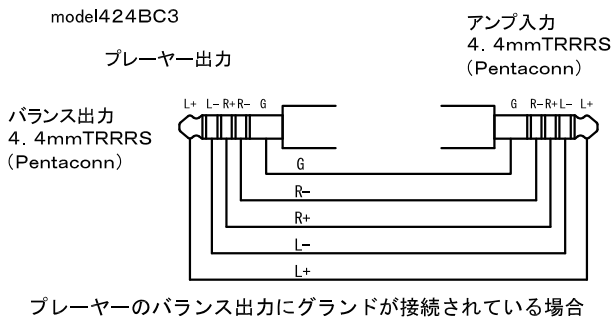 model424BC3
プレーヤー出力
アンプ入力
4．4mmTRRRS
(Pentaconn)
バランス出力
4．4mmTRRRS
(Pentaconn)
L+ L- R+ R- G
G R- R+ L- L+
G
R-
R+
L-
L+
プレーヤーのバランス出力にグランドが接続されている場合